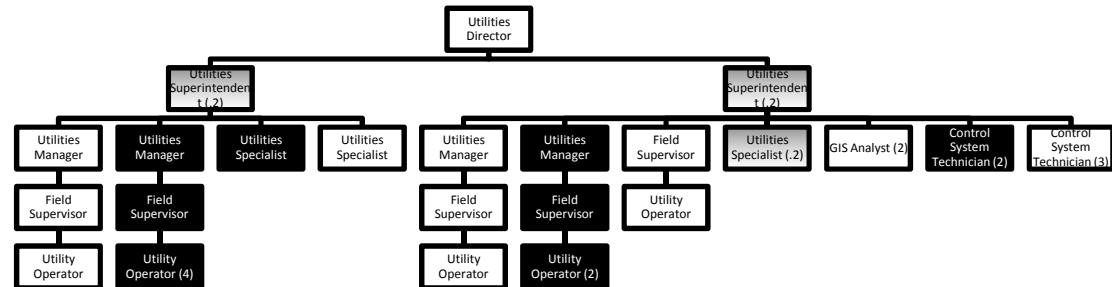 Utilities
Director
Utilities
Superintenden
t (.2)
Utilities
Superintenden
t (.2)
Utilities
Manager
Utilities
Manager
Utilities
Specialist
Utilities
Specialist
Utilities
Manager
Utilities
Manager
Field
Supervisor
Utilities
Specialist (.2)
GIS Analyst (2)
Control
System
Technician (2)
Control
System
Technician (3)
Field
Supervisor
Field
Supervisor
Field
Supervisor
Field
Supervisor
Utility
Operator
Utility
Operator
Utility
Operator (4)
Utility
Operator
Utility
Operator (2)